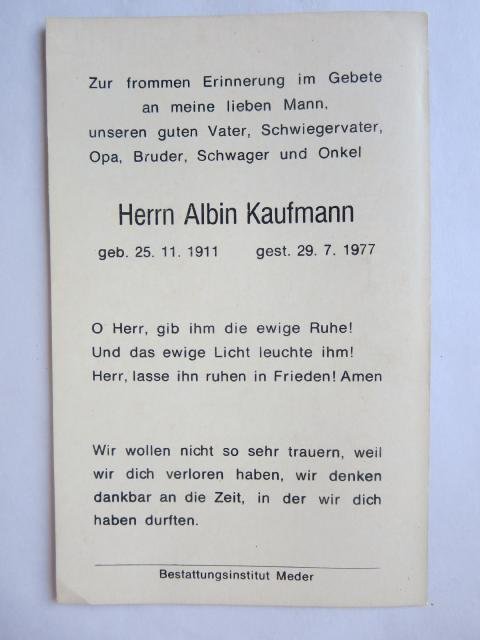 Zur frommen Erinnerung im Gebete
an meine lieben Mann.
unseren guten Vater, Schwiegervater,
Opa, Bruder, Schwager und Onkel
Herrn Albin Kaufmann
geb. 25. 11. 1911 gest. 29. 7. 1977
O Herr, gib ihm die ewige Ruhe!
Und das ewige Licht leuchte ihm!
Herr, lasse ihn ruhen in Frieden! Amen
Wir wollen nicht so sehr trauern, weil
wir dich verloren haben, wir denken
dankbar an die Zeit, in der wir dich
haben durften.
Bestattungsinstitut Meder